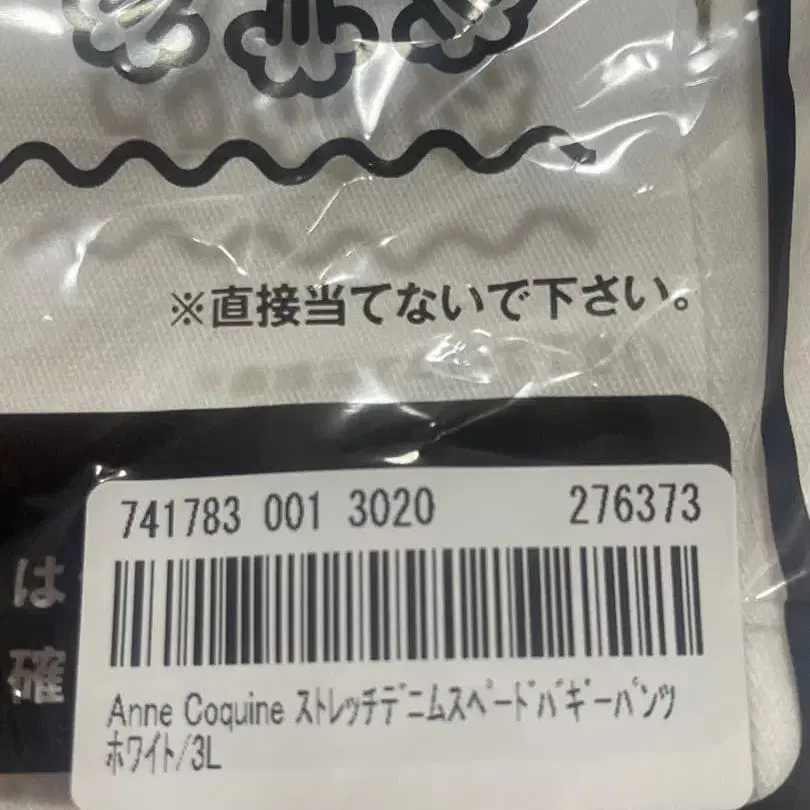 ※直接当てないで下さい。
741783 001 3020 276373
は
確
Anne Coquine ｽﾄﾚｯﾁﾃﾞﾆﾑｽﾍﾟｰﾄﾞﾊﾞｷﾞｰﾊﾟﾝﾂ
ﾎﾜｲﾄ/3L